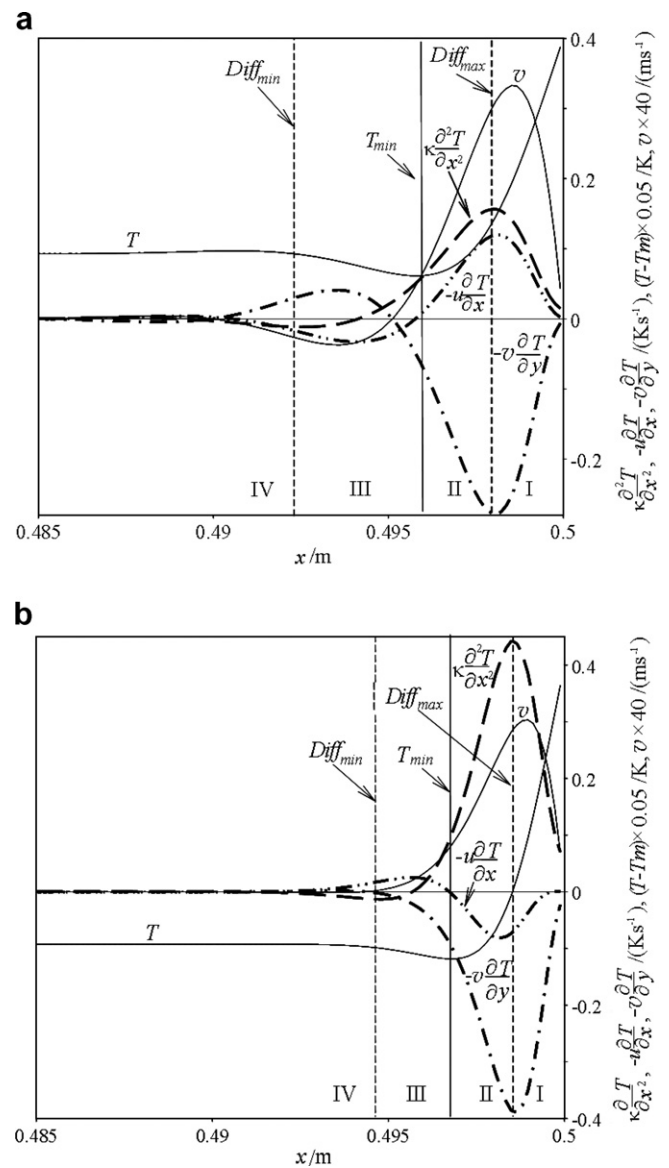 a
0.4
0.2
0
-0.2
Diff_min
Diff_max
v
T_min
κ∂²T/∂x²
T
-u∂T/∂x
-v∂T/∂y
IV III II I
0.485 0.49 0.495 0.5
x/m
κ∂²T/∂x², -u∂T/∂x, -v∂T/∂y/(Ks⁻¹), (T-Tm)×0.05/K, v×40/(ms⁻¹)
b
0.4
0.2
0
-0.2
-0.4
κ∂²T/∂x²
Diff_max
v
Diff_min
T_min
-u∂T/∂x
T
-v∂T/∂y
IV III II I
0.485 0.49 0.495 0.5
x/m
κ∂T/∂x², -u∂T/∂x, -v∂T/∂y/(Ks⁻¹), (T-Tm)×0.05/K, v×40/(ms⁻¹)